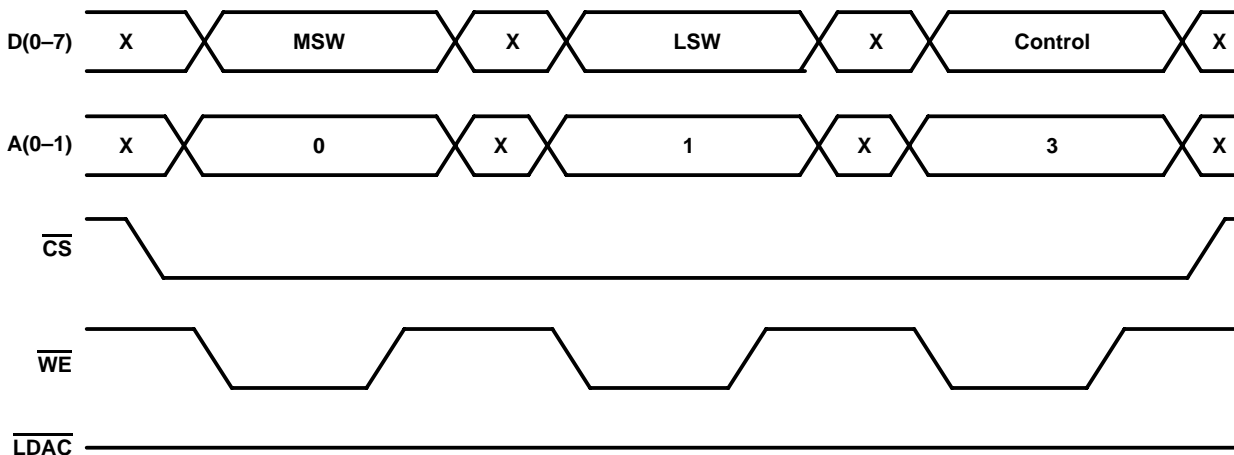 D(0–7) X MSW X LSW X Control X
A(0–1) X 0 X 1 X 3 X
CS
WE
LDAC